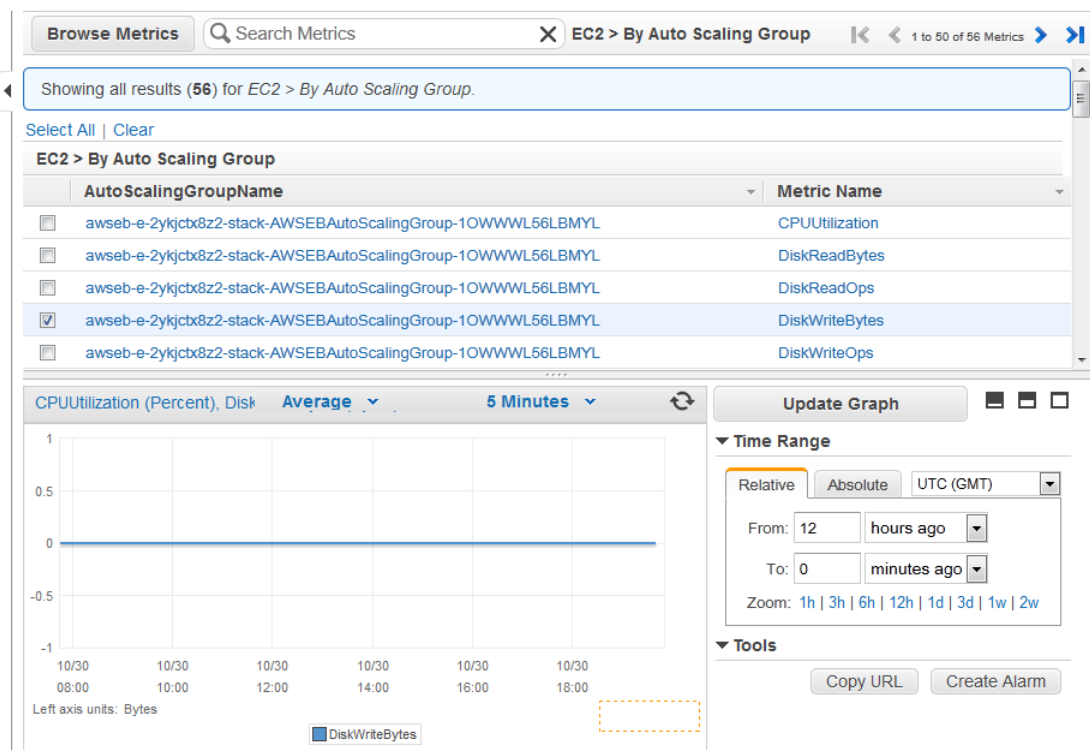 Browse Metrics Search Metrics EC2 > By Auto Scaling Group 1 to 50 of 56 Metrics
Showing all results (56) for EC2 > By Auto Scaling Group.
Select All | Clear
EC2 > By Auto Scaling Group
AutoScalingGroupName Metric Name
awseb-e-2ykjctx8z2-stack-AWSEBAutoScalingGroup-1OWWWL56LBMYL CPUUtilization
awseb-e-2ykjctx8z2-stack-AWSEBAutoScalingGroup-1OWWWL56LBMYL DiskReadBytes
awseb-e-2ykjctx8z2-stack-AWSEBAutoScalingGroup-1OWWWL56LBMYL DiskReadOps
awseb-e-2ykjctx8z2-stack-AWSEBAutoScalingGroup-1OWWWL56LBMYL DiskWriteBytes
awseb-e-2ykjctx8z2-stack-AWSEBAutoScalingGroup-1OWWWL56LBMYL DiskWriteOps
CPUUtilization (Percent), Disk Average 5 Minutes
1
0.5
0
-0.5
-1
10/30 10/30 10/30 10/30 10/30 10/30
08:00 10:00 12:00 14:00 16:00 18:00
Left axis units: Bytes
DiskWriteBytes
Update Graph
Time Range
Relative Absolute UTC (GMT)
From: 12 hours ago
To: 0 minutes ago
Zoom: 1h | 3h | 6h | 12h | 1d | 3d | 1w | 2w
Tools
Copy URL Create Alarm